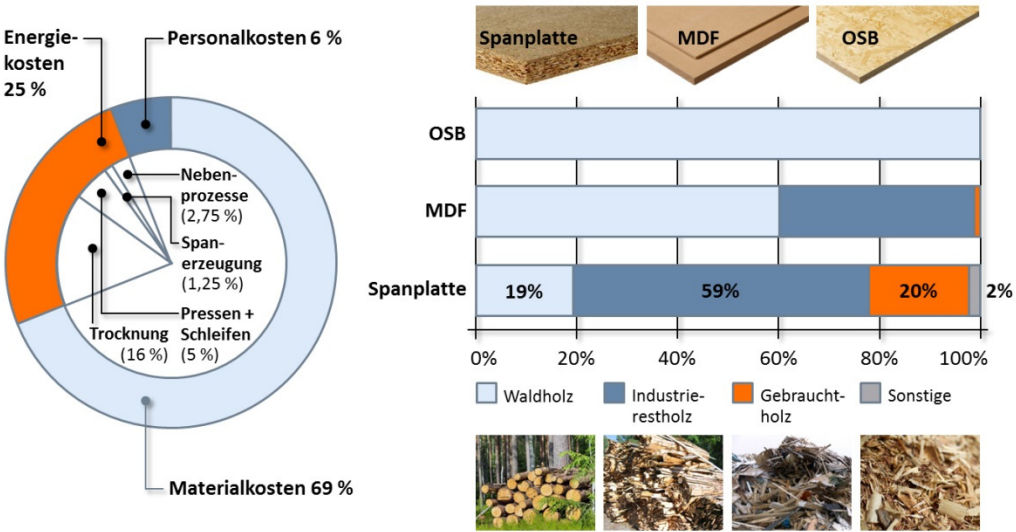 Energie-
kosten
25 %
Personalkosten 6 %
Neben-
prozesse
(2,75 %)
Span-
erzeugung
(1,25 %)
Pressen +
Schleifen
(5 %)
Trocknung
(16 %)
Materialkosten 69 %
Spanplatte
MDF
OSB
OSB
MDF
Spanplatte
19%
59%
20%
2%
0%
20%
40%
60%
80%
100%
Waldholz
Industrie-
restholz
Gebraucht-
holz
Sonstige